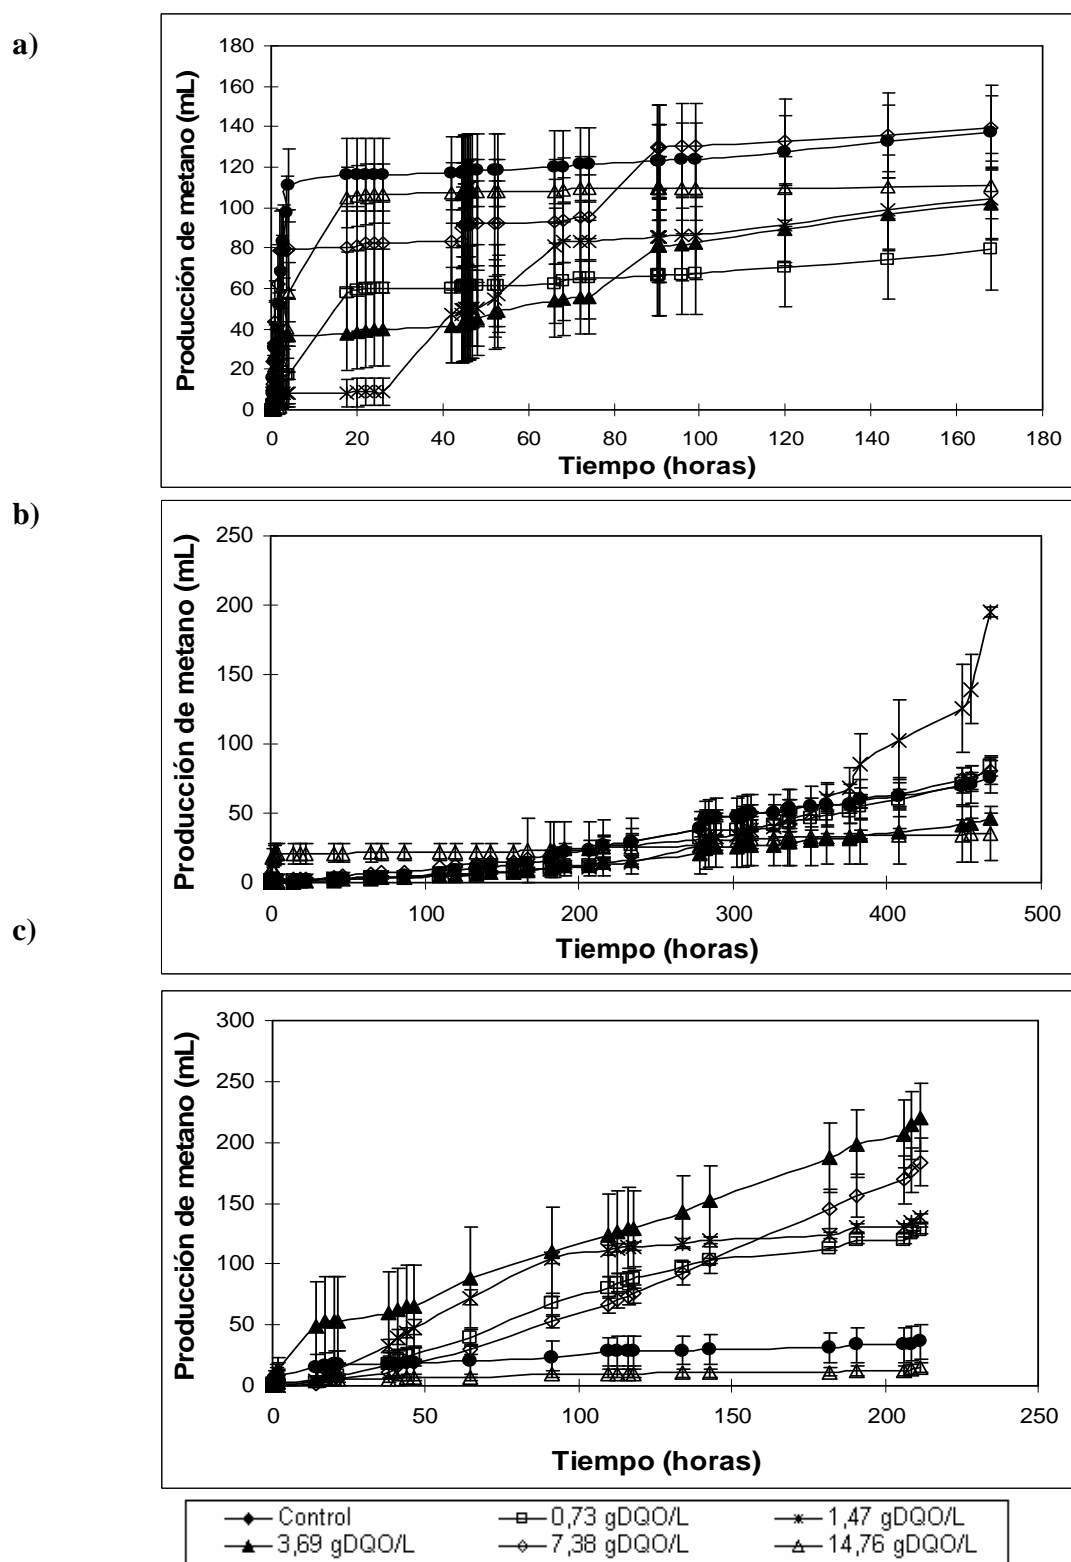 a)
Producción de metano (mL)
180
160
140
120
100
80
60
40
20
0
0 20 40 60 80 100 120 140 160 180
Tiempo (horas)
b)
Producción de metano (mL)
250
200
150
100
50
0
0 100 200 300 400 500
Tiempo (horas)
c)
Producción de metano (mL)
300
250
200
150
100
50
0
0 50 100 150 200 250
Tiempo (horas)
Control 0,73 gDQO/L 1,47 gDQO/L
3,69 gDQO/L 7,38 gDQO/L 14,76 gDQO/L